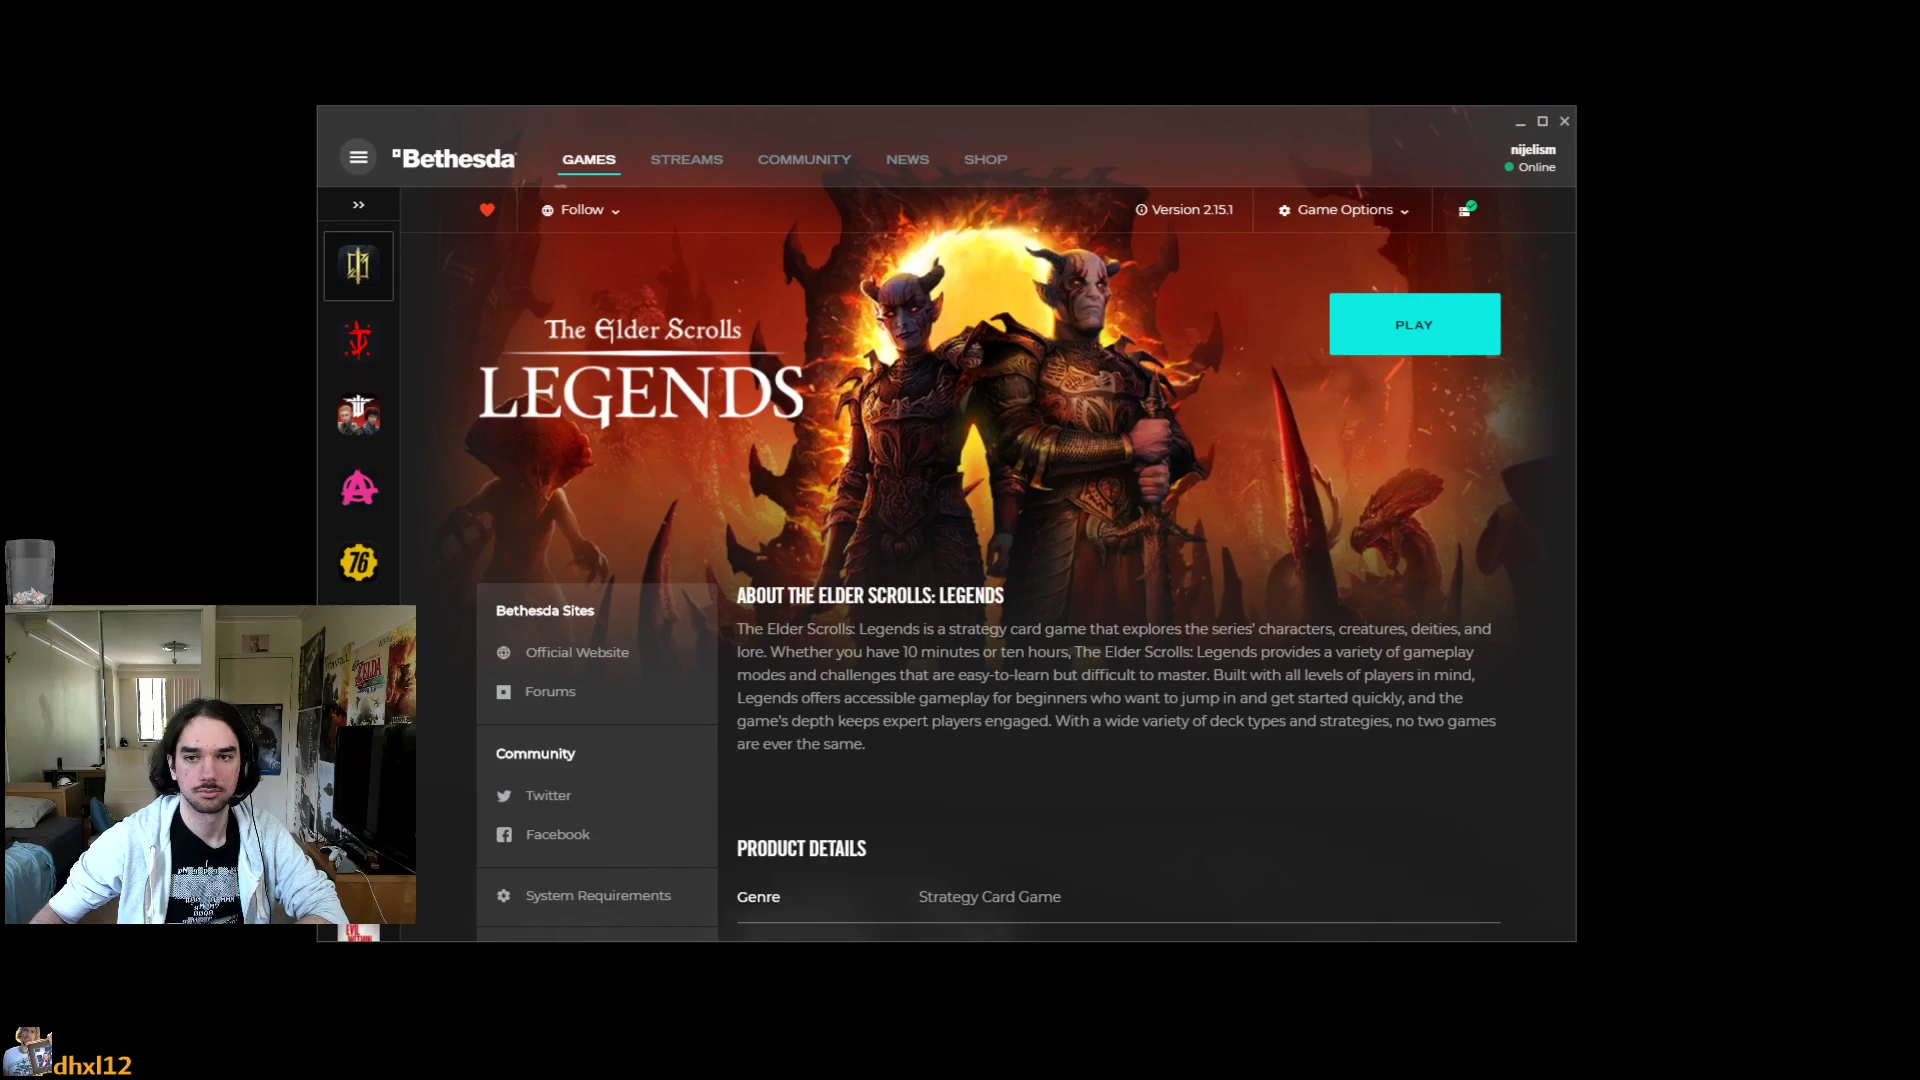 Bethesda
GAMES
STREAMS
COMMUNITY
NEWS
SHOP
nijelism
Online
Follow
Version 2.15.1
Game Options
The Elder Scrolls
LEGENDS
PLAY
76
Bethesda Sites
Official Website
Forums
Community
Twitter
Facebook
System Requirements
ABOUT THE ELDER SCROLLS: LEGENDS
The Elder Scrolls: Legends is a strategy card game that explores the series' characters, creatures, deities, and
lore. Whether you have 10 minutes or ten hours, The Elder Scrolls: Legends provides a variety of gameplay
modes and challenges that are easy-to-learn but difficult to master. Built with all levels of players in mind,
Legends offers accessible gameplay for beginners who want to jump in and get started quickly, and the
game's depth keeps expert players engaged. With a wide variety of deck types and strategies, no two games
are ever the same.
PRODUCT DETAILS
Genre
Strategy Card Game
ZELDA
EVIL
dhxl12